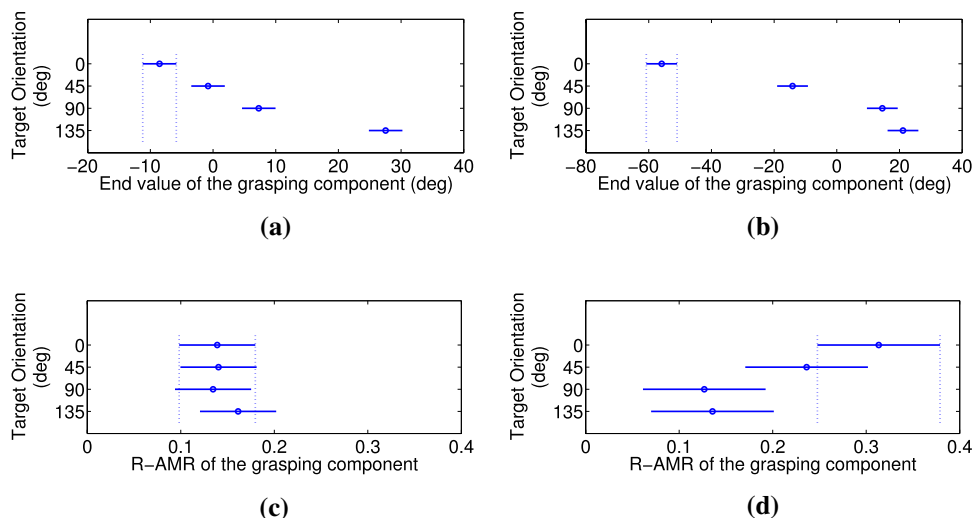 Target Orientation
(deg)
0
45
90
135
−20 −10 0 10 20 30 40
End value of the grasping component (deg)
(a)
Target Orientation
(deg)
0
45
90
135
−80 −60 −40 −20 0 20 40
End value of the grasping component (deg)
(b)
Target Orientation
(deg)
0
45
90
135
0 0.1 0.2 0.3 0.4
R−AMR of the grasping component
(c)
Target Orientation
(deg)
0
45
90
135
0 0.1 0.2 0.3 0.4
R−AMR of the grasping component
(d)